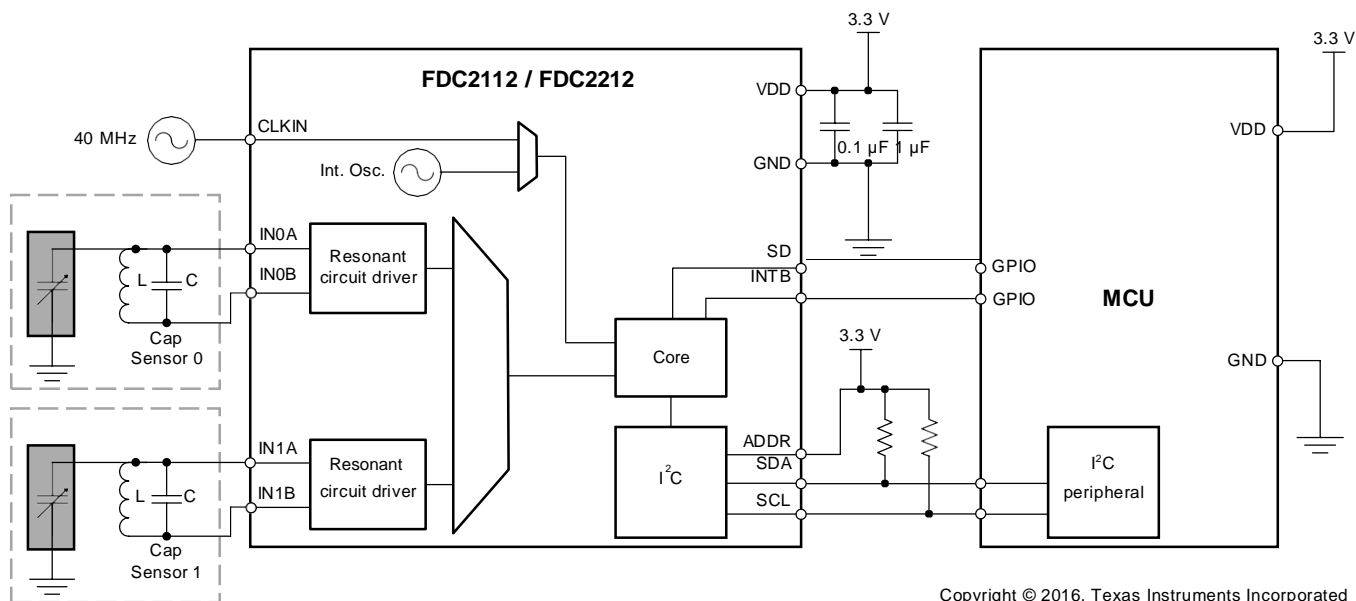 3.3 V
3.3 V
FDC2112 / FDC2212
VDD
CLKIN
40 MHz
VDD
0.1 µF 1 µF
Int. Osc.
GND
IN0A
Resonant
circuit driver
IN0B
L
C
Cap
Sensor 0
SD
INTB
GPIO
GPIO
MCU
Core
3.3 V
GND
IN1A
Resonant
circuit driver
IN1B
L
C
Cap
Sensor 1
ADDR
SDA
I²C
SCL
I²C
peripheral
Copyright © 2016, Texas Instruments Incorporated